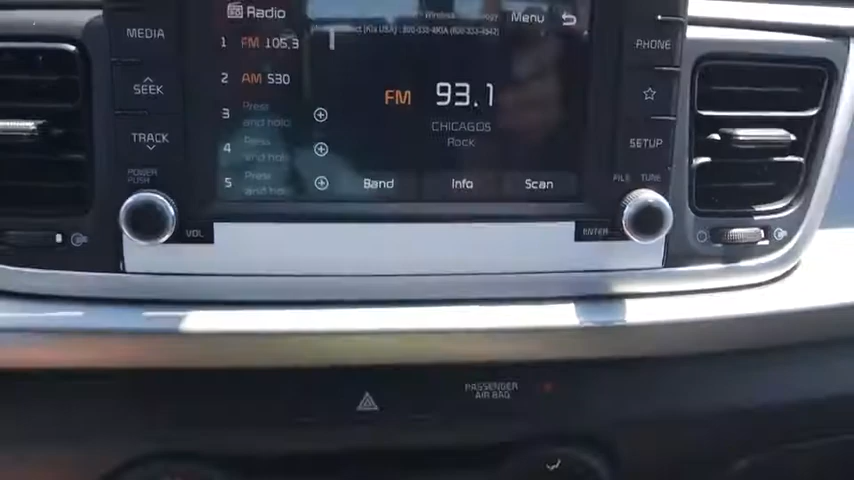 Radio
Menu
MEDIA
1 FM 105.3
PHONE
SEEK
2 AM 530
FM 93.1
3 Press and hold
CHICAGOS
Rock
TRACK
4 Press and hold
SETUP
POWER PUSH
5 Press and hold
Band
Info
Scan
FILE TUNE
VOL
ENTER
PASSENGER
AIR BAG